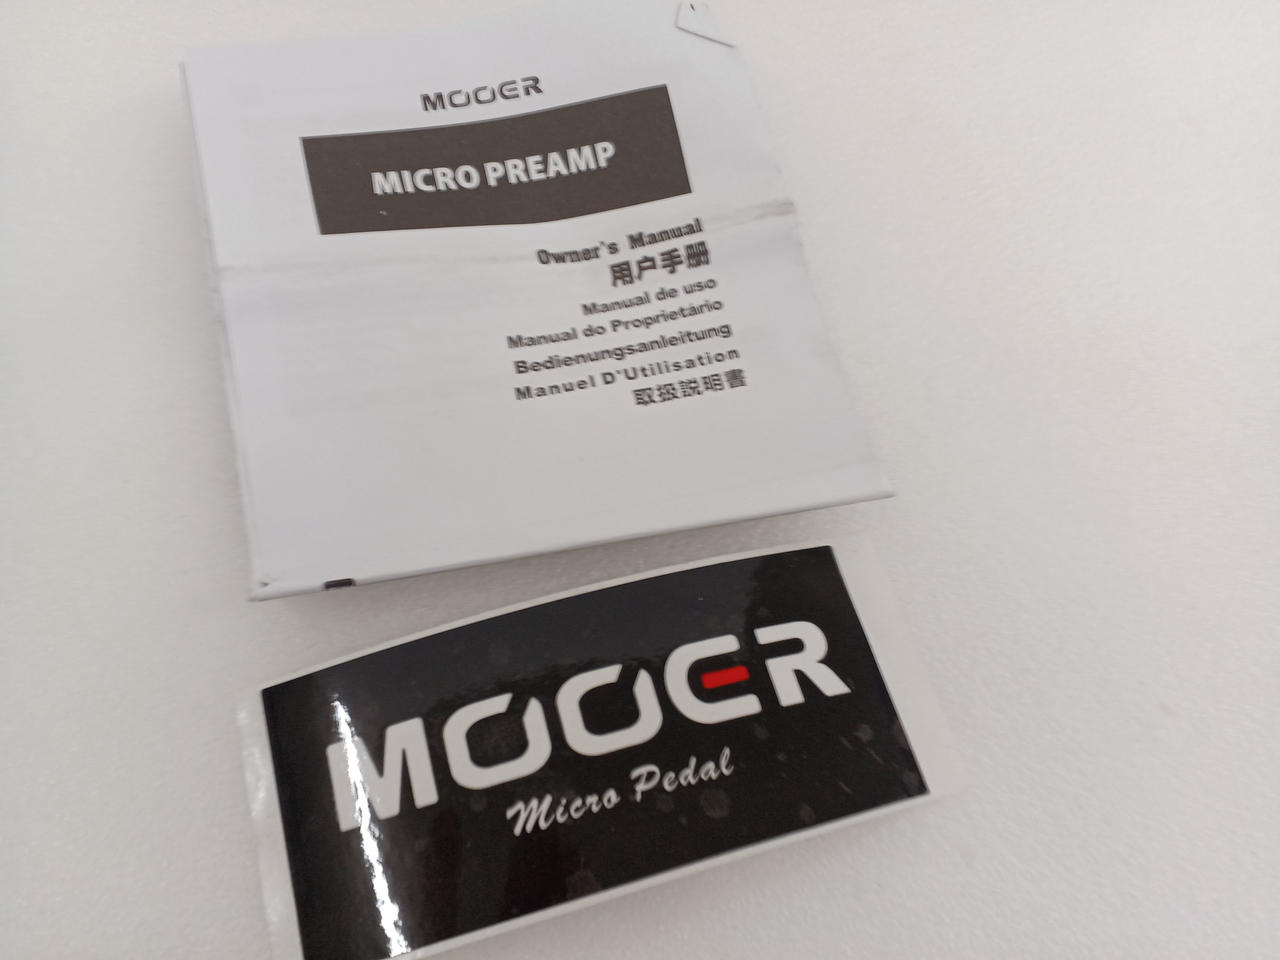 MOOER
MICRO PREAMP
Owner's Manual
用户手册
Manual de uso
Manual do Proprietário
Bedienungsanleitung
Manuel D'Utilisation
取扱説明書
MOOER
Micro Pedal